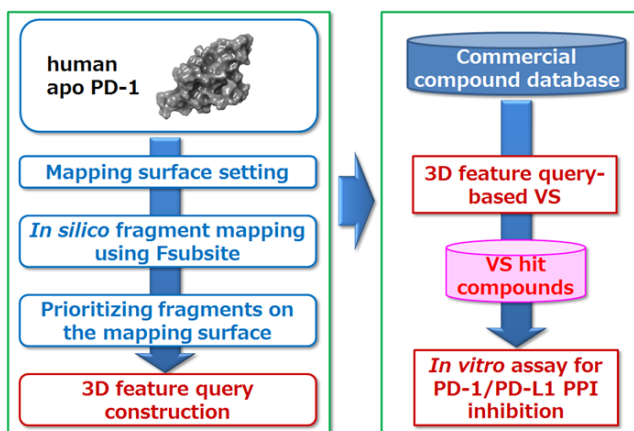 human
apo PD-1
Mapping surface setting
In silico fragment mapping
using Fsubsite
Prioritizing fragments on
the mapping surface
3D feature query
construction
Commercial
compound database
3D feature query-
based VS
VS hit
compounds
In vitro assay for
PD-1/PD-L1 PPI
inhibition